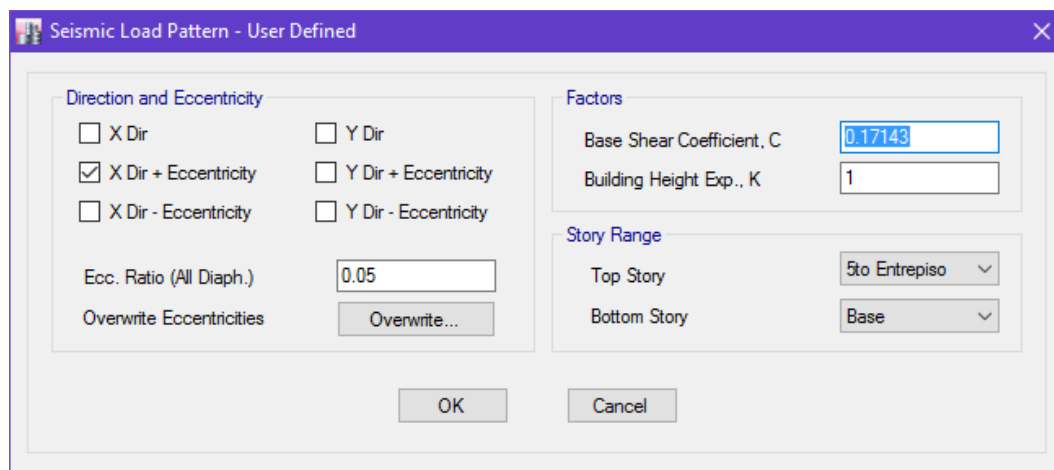 Seismic Load Pattern - User Defined
Direction and Eccentricity
X Dir
Y Dir
X Dir + Eccentricity
Y Dir + Eccentricity
X Dir - Eccentricity
Y Dir - Eccentricity
Ecc. Ratio (All Diaph.)
0.05
Overwrite Eccentricities
Overwrite...
Factors
Base Shear Coefficient, C
0.17143
Building Height Exp., K
1
Story Range
Top Story
5to Entrepiso
Bottom Story
Base
OK
Cancel